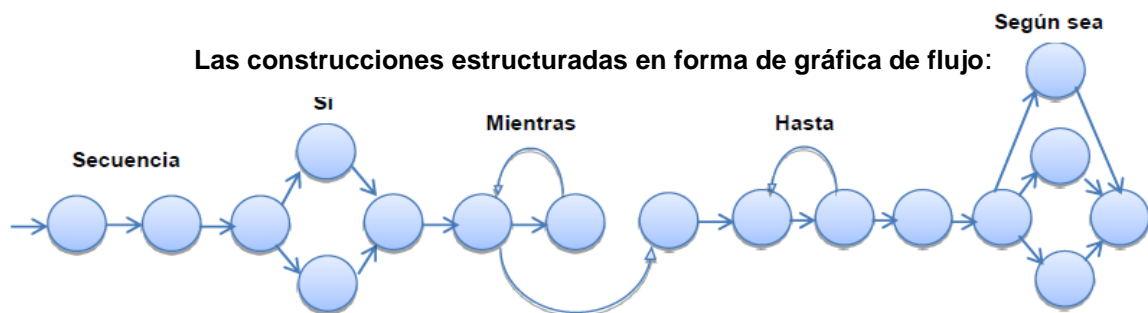 Según sea
Las construcciones estructuradas en forma de gráfica de flujo:
Si
Mientras
Hasta
Secuencia